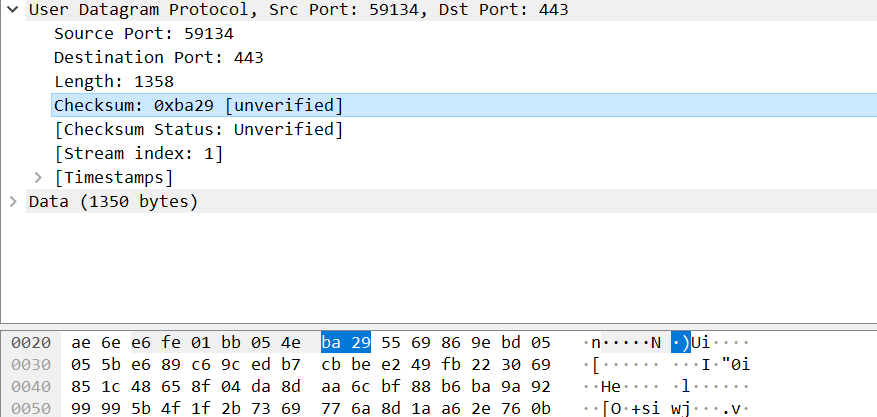 User Datagram Protocol, Src Port: 59134, Dst Port: 443
Source Port: 59134
Destination Port: 443
Length: 1358
Checksum: 0xba29 [unverified]
[Checksum Status: Unverified]
[Stream index: 1]
[Timestamps]
Data (1350 bytes)
0020 ae 6e e6 fe 01 bb 05 4e ba 29 55 69 86 9e bd 05 ·n·····N ·)Ui····
0030 05 5b e6 89 c6 9c ed b7 cb be e2 49 fb 22 30 69 ·[······ ···I·"0i
0040 85 1c 48 65 8f 04 da 8d aa 6c bf 88 b6 ba 9a 92 ··He···· ·l······
0050 99 99 5b 4f 1f 2b 73 69 77 6a 8d 1a a6 2e 76 0b ··[O·+si wj···.v·